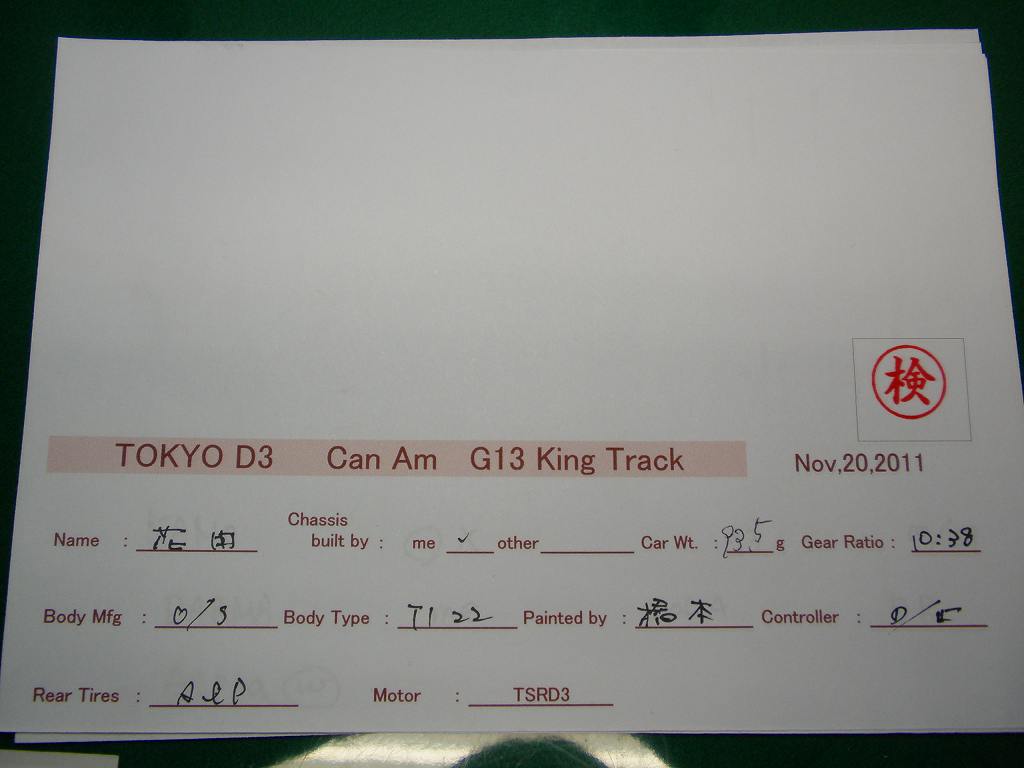 検
TOKYO D3 Can Am G13 King Track Nov,20,2011
Chassis
Name : 花田 built by : me ✓ other Car Wt. : 93.5 g Gear Ratio : 10:38
Body Mfg : O/S Body Type : T122 Painted by : 橋本 Controller :
Rear Tires : Motor : TSRD3